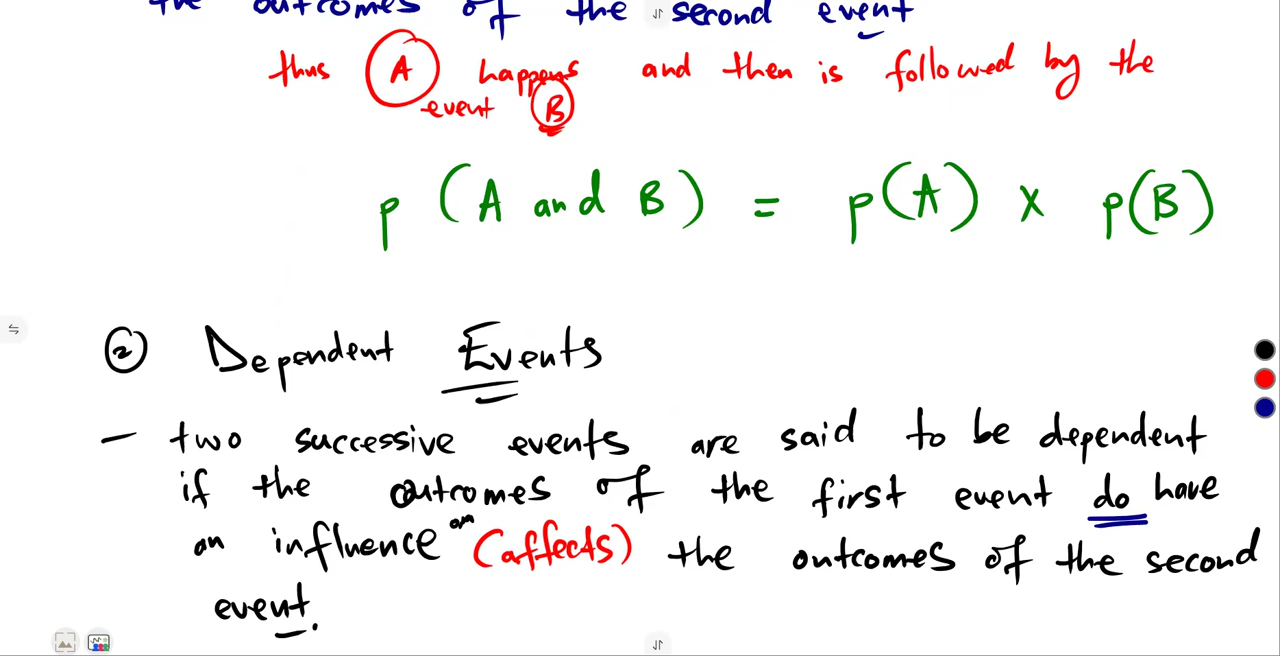 the outcomes of the second event
thus A happens and then is followed by the
event B
p (A and B) = p(A) x p(B)
2 Dependent Events
- two successive events are said to be dependent
if the outcomes of the first event do have
an influence on (affects) the outcomes of the second
event.